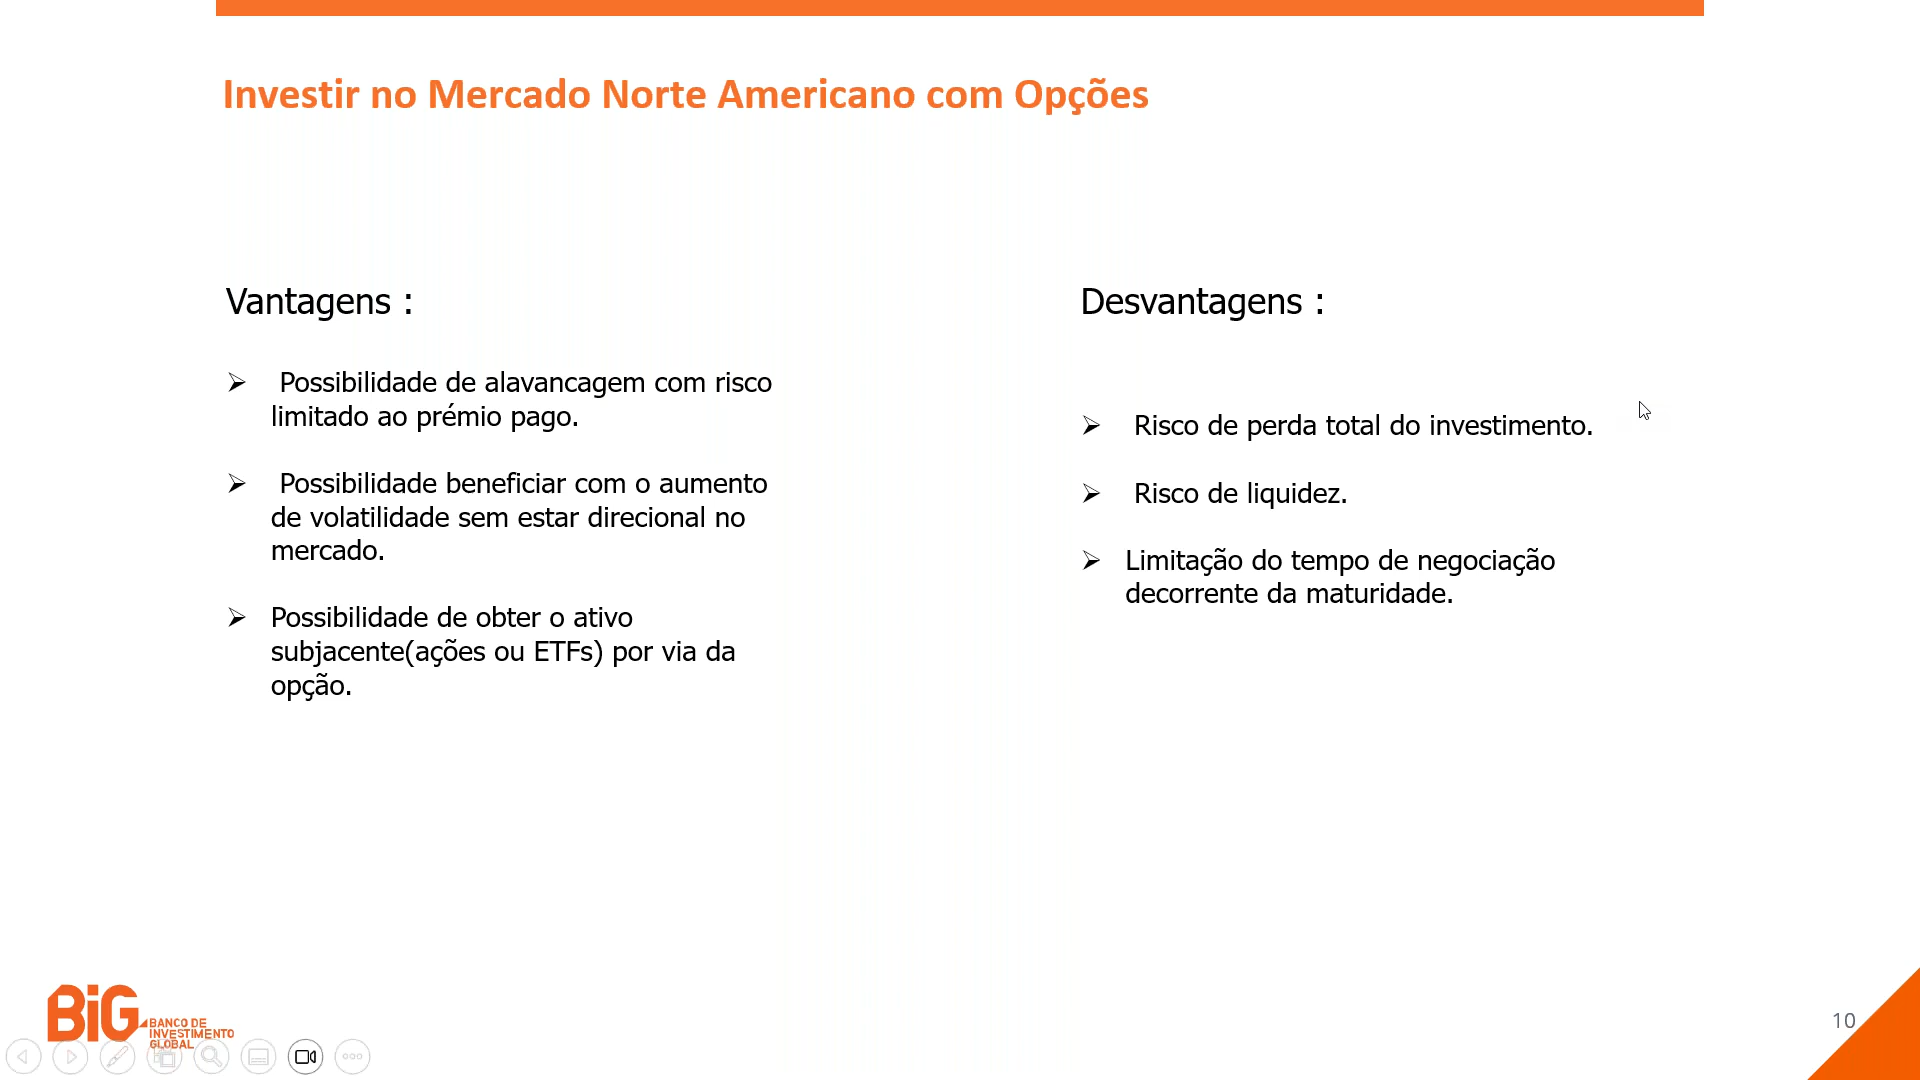 Investir no Mercado Norte Americano com Opções
Vantagens :
Possibilidade de alavancagem com risco
limitado ao prémio pago.
Possibilidade beneficiar com o aumento
de volatilidade sem estar direcional no
mercado.
Possibilidade de obter o ativo
subjacente(ações ou ETFs) por via da
opção.
Desvantagens :
Risco de perda total do investimento.
Risco de liquidez.
Limitação do tempo de negociação
decorrente da maturidade.
BiG
BANCO DE
INVESTIMENTO
GLOBAL
10